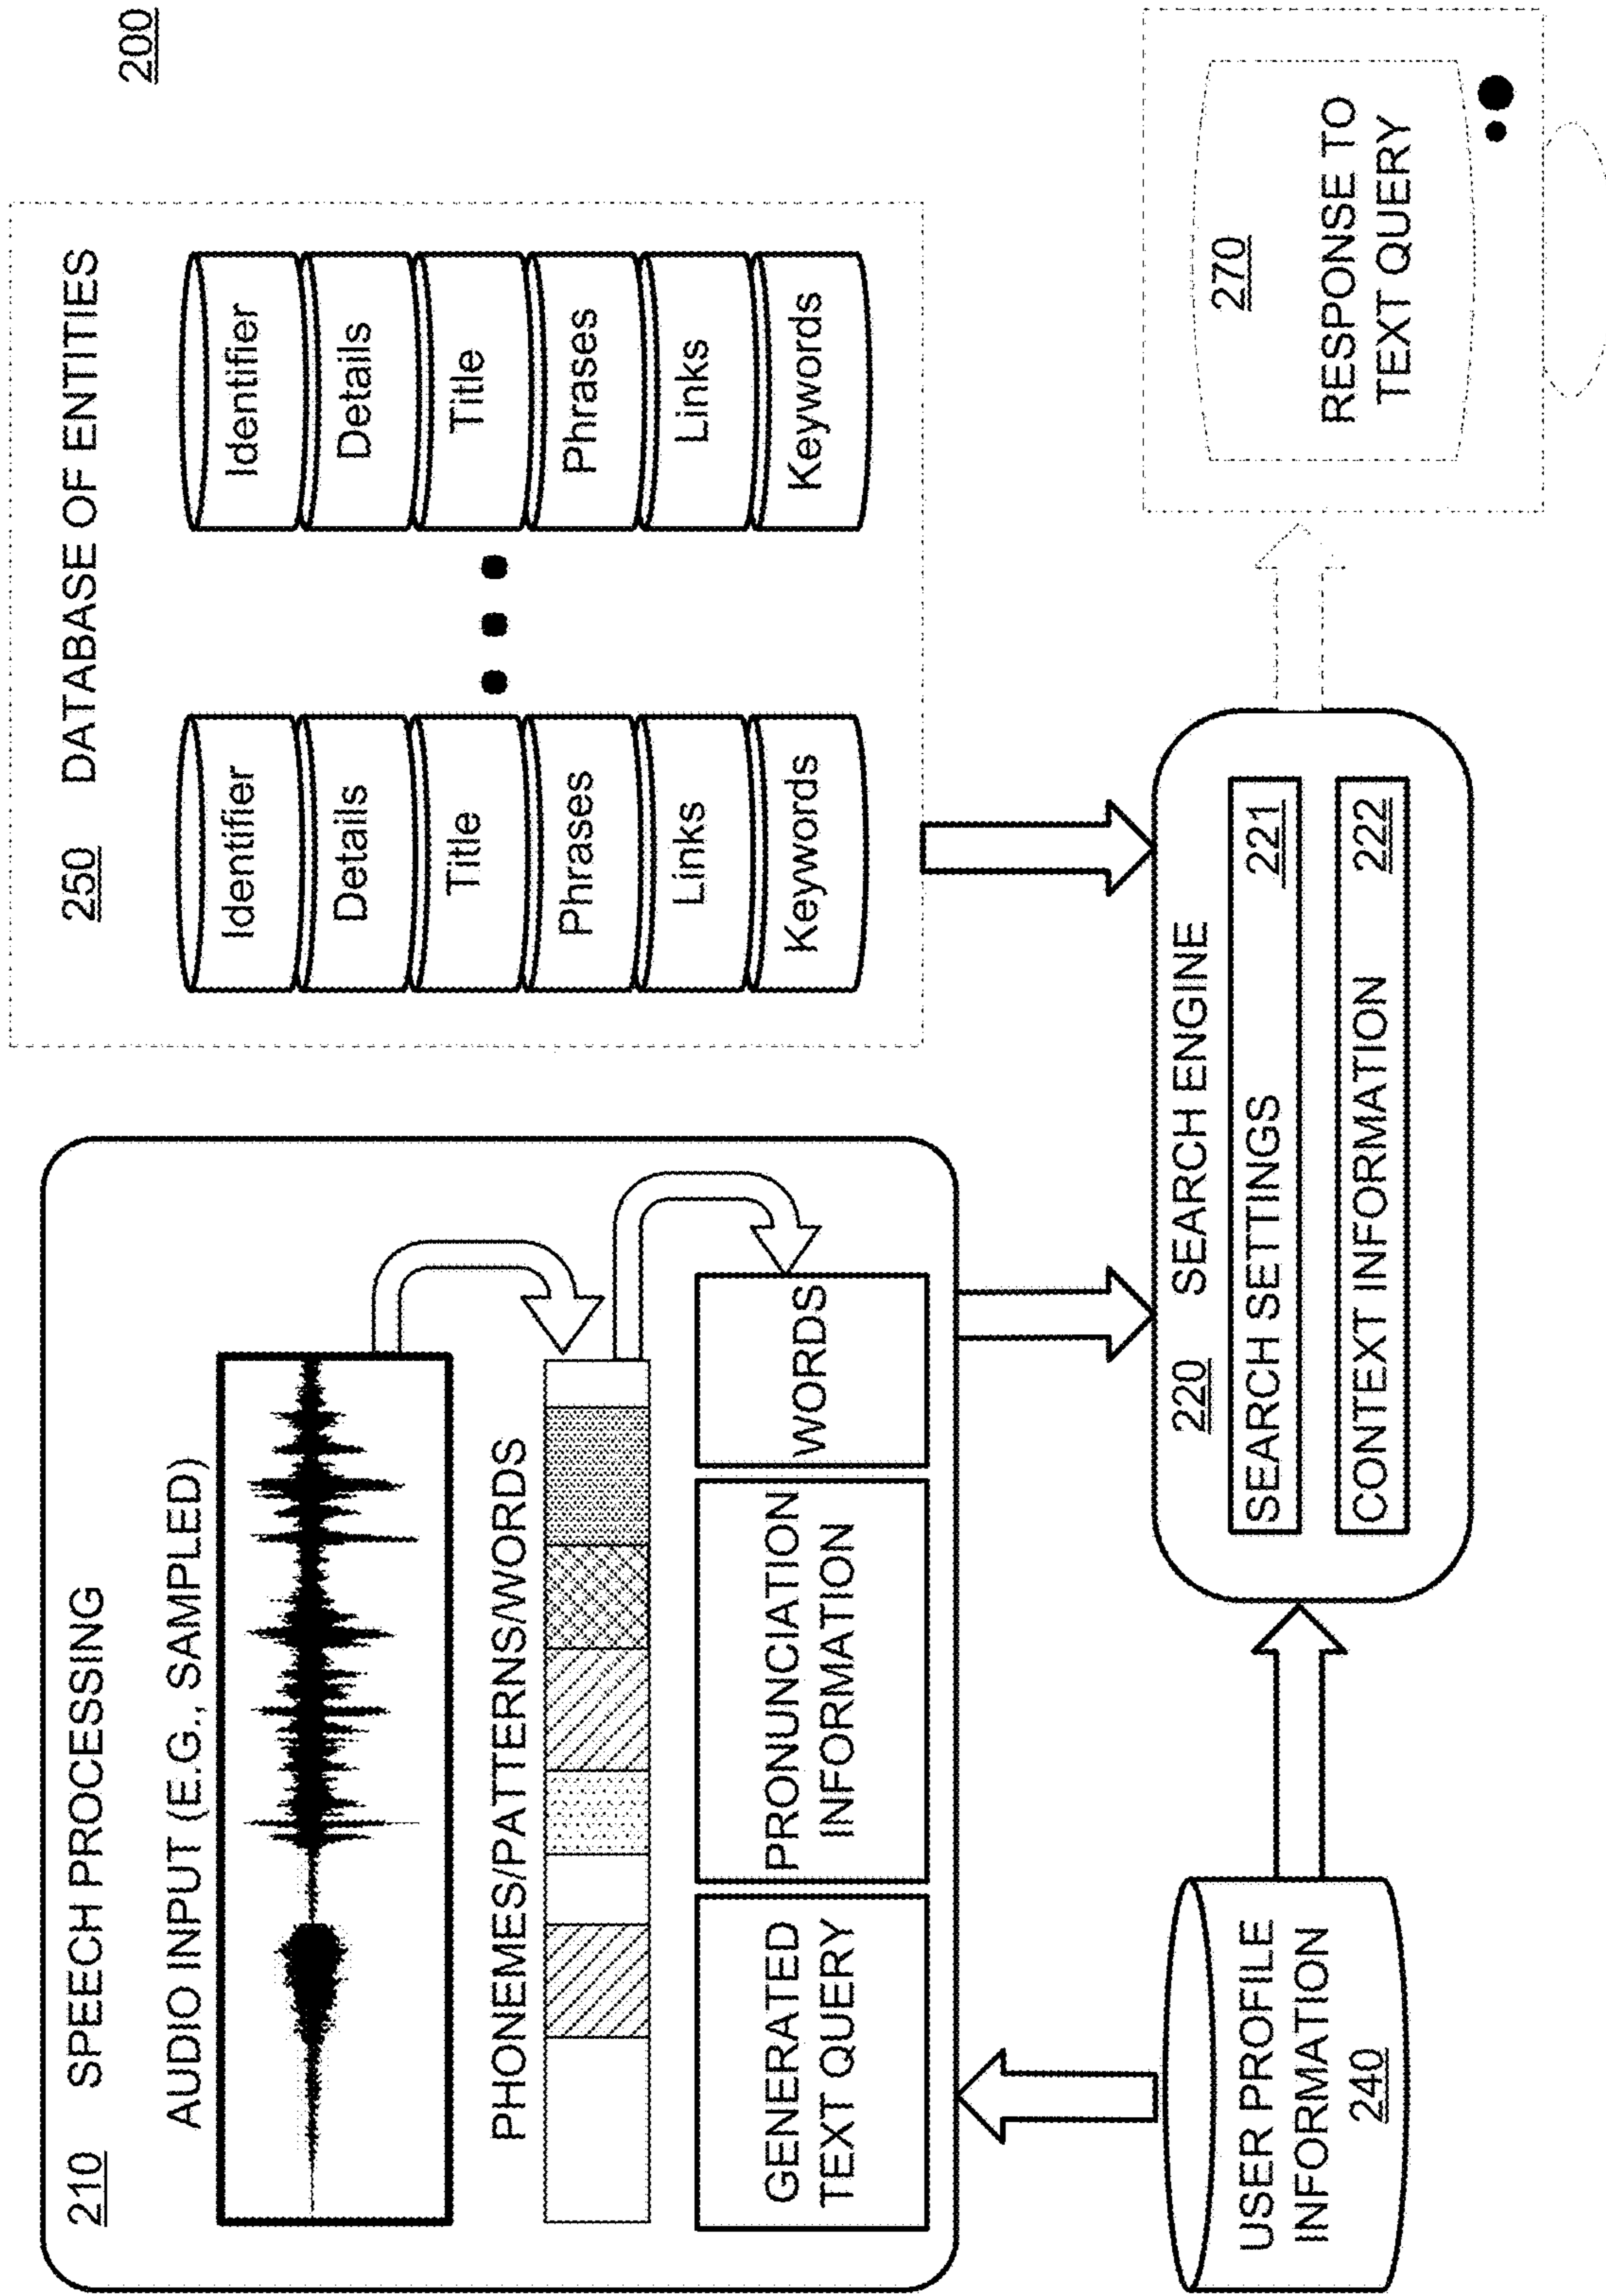 200
210 SPEECH PROCESSING
AUDIO INPUT (E.G., SAMPLED)
PHONEMES/PATTERNS/WORDS
GENERATED
TEXT QUERY
PRONUNCIATION
INFORMATION
WORDS
250 DATABASE OF ENTITIES
Identifier
Details
Title
Phrases
Links
Keywords
Identifier
Details
Title
Phrases
Links
Keywords
USER PROFILE
INFORMATION
240
220 SEARCH ENGINE
SEARCH SETTINGS 221
CONTEXT INFORMATION 222
270
RESPONSE TO
TEXT QUERY